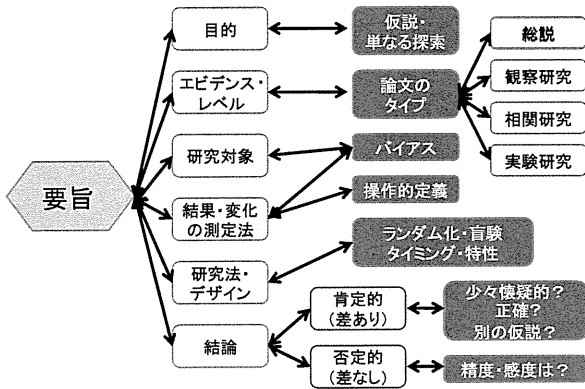 要旨
目的
仮説・
単なる探索
エビデンス・
レベル
論文の
タイプ
総説
観察研究
相関研究
実験研究
研究対象
バイアス
結果・変化
の測定法
操作的定義
研究法・
デザイン
ランダム化・盲験
タイミング・特性
結論
肯定的
(差あり)
少々懐疑的?
正確?
別の仮説?
否定的
(差なし)
精度・感度は?